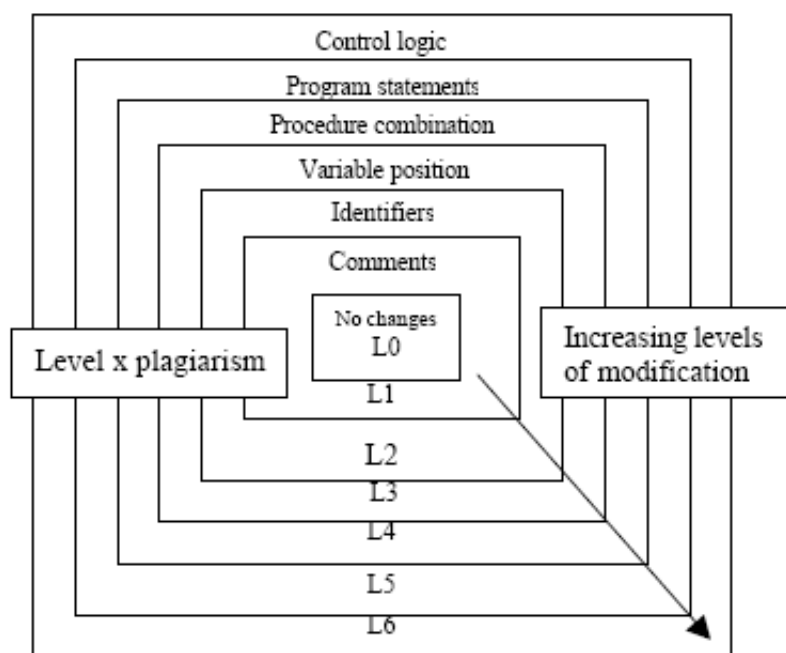 Control logic
Program statements
Procedure combination
Variable position
Identifiers
Comments
No changes
L0
Level x plagiarism
Increasing levels
of modification
L1
L2
L3
L4
L5
L6